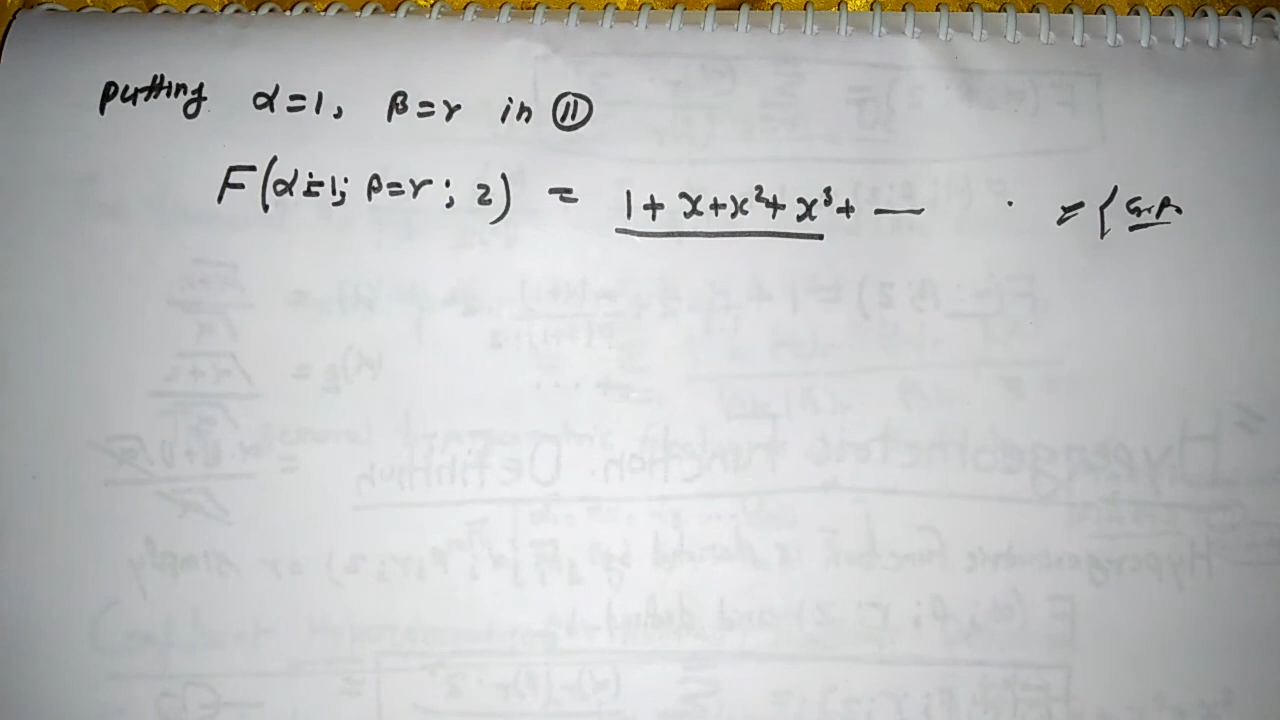 putting α=1, β=γ in ⑪
F(α=1; β=γ; z) = 1 + x + x² + x³ + — . = { G.P.